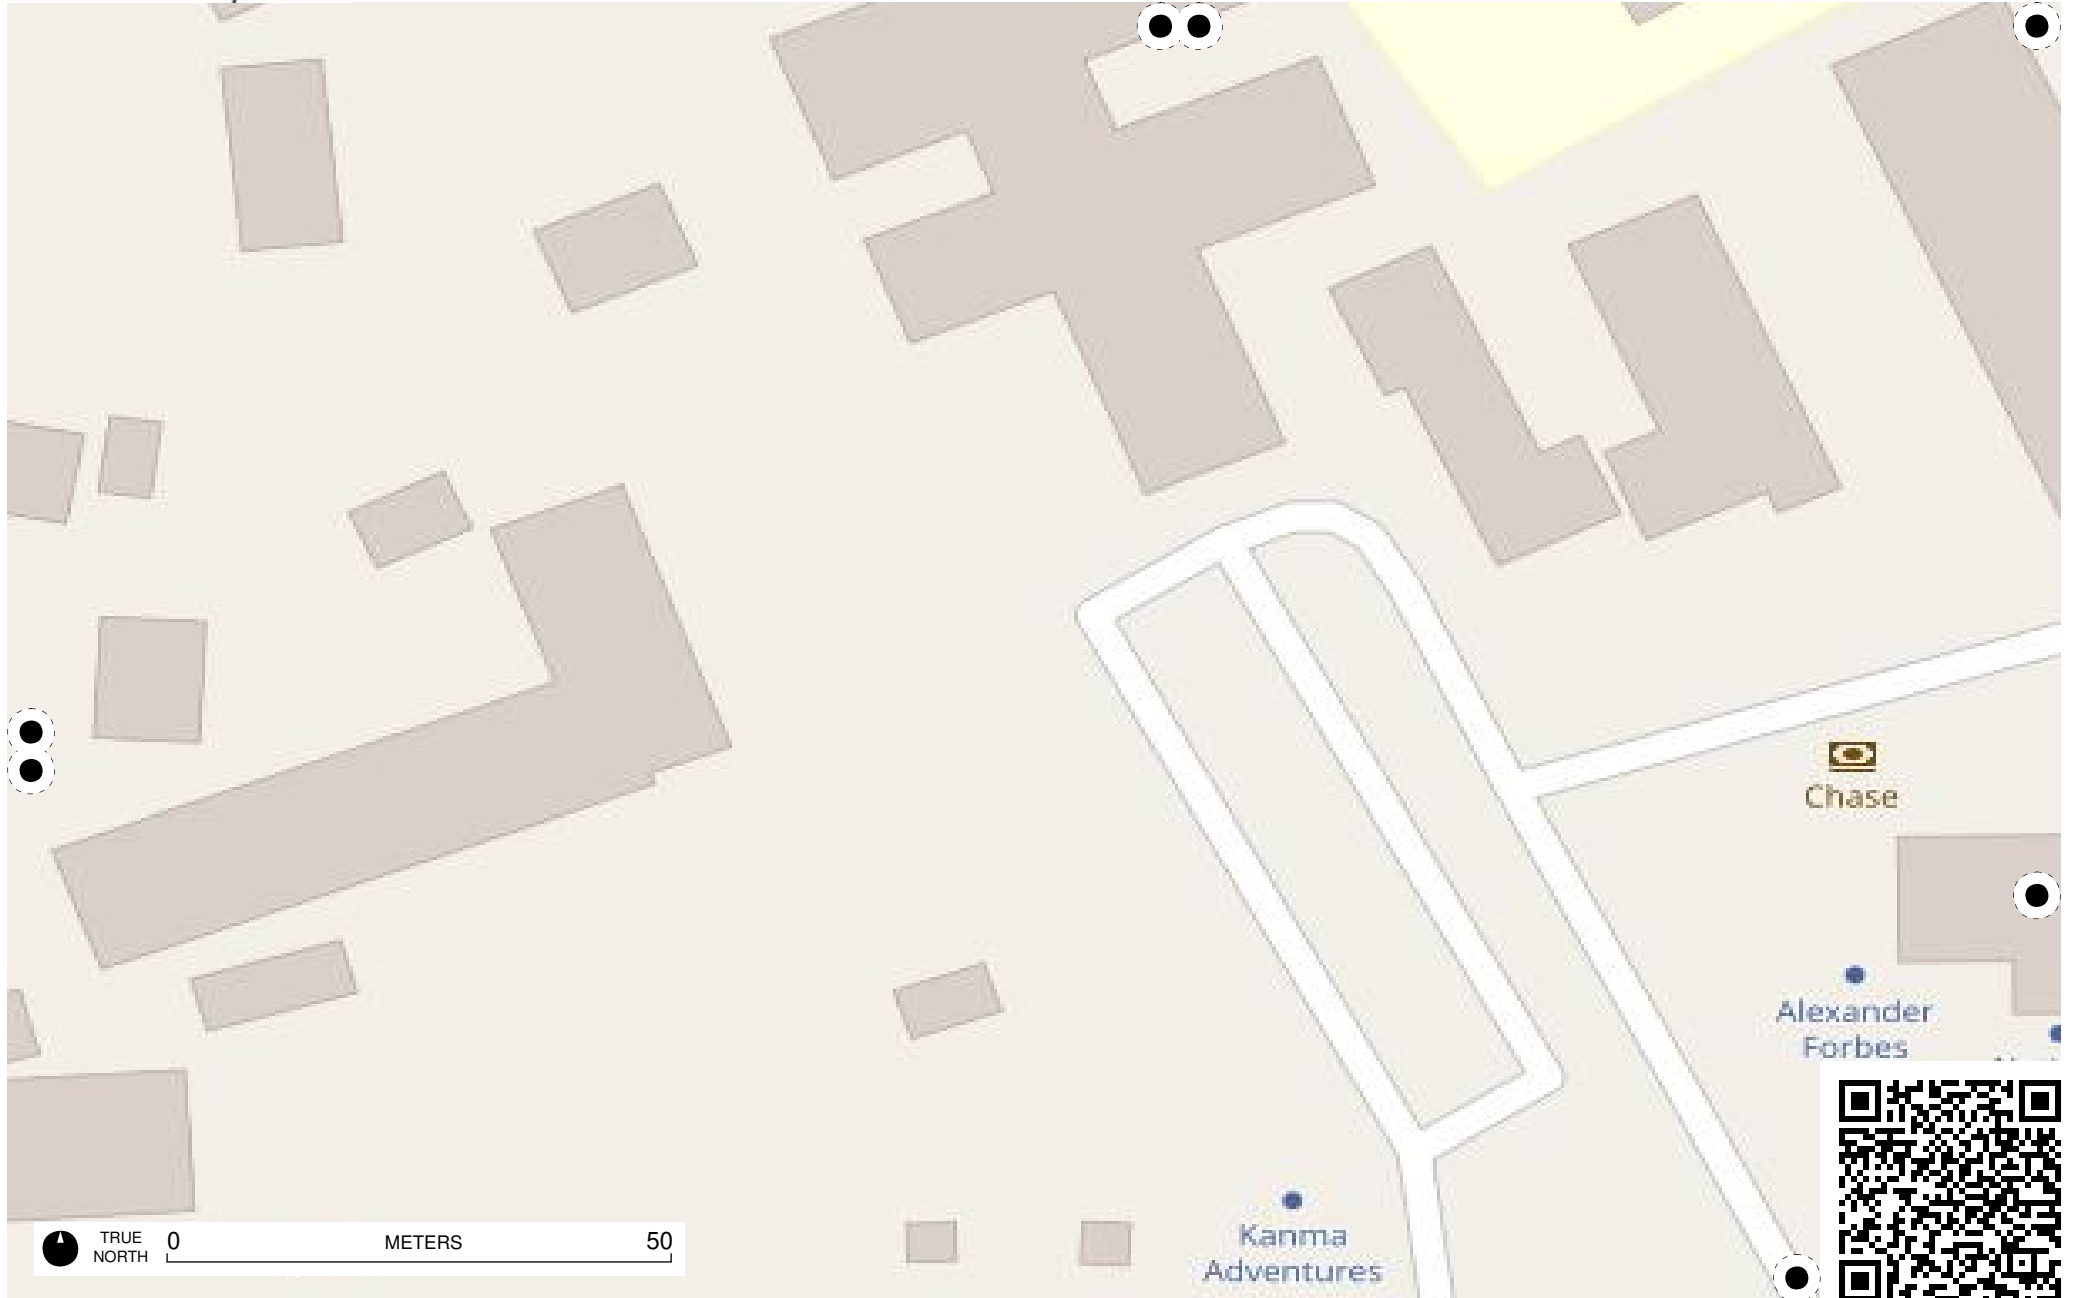 Chase
Alexander
Forbes
Kanma
Adventures
TRUE
NORTH
0
METERS
50